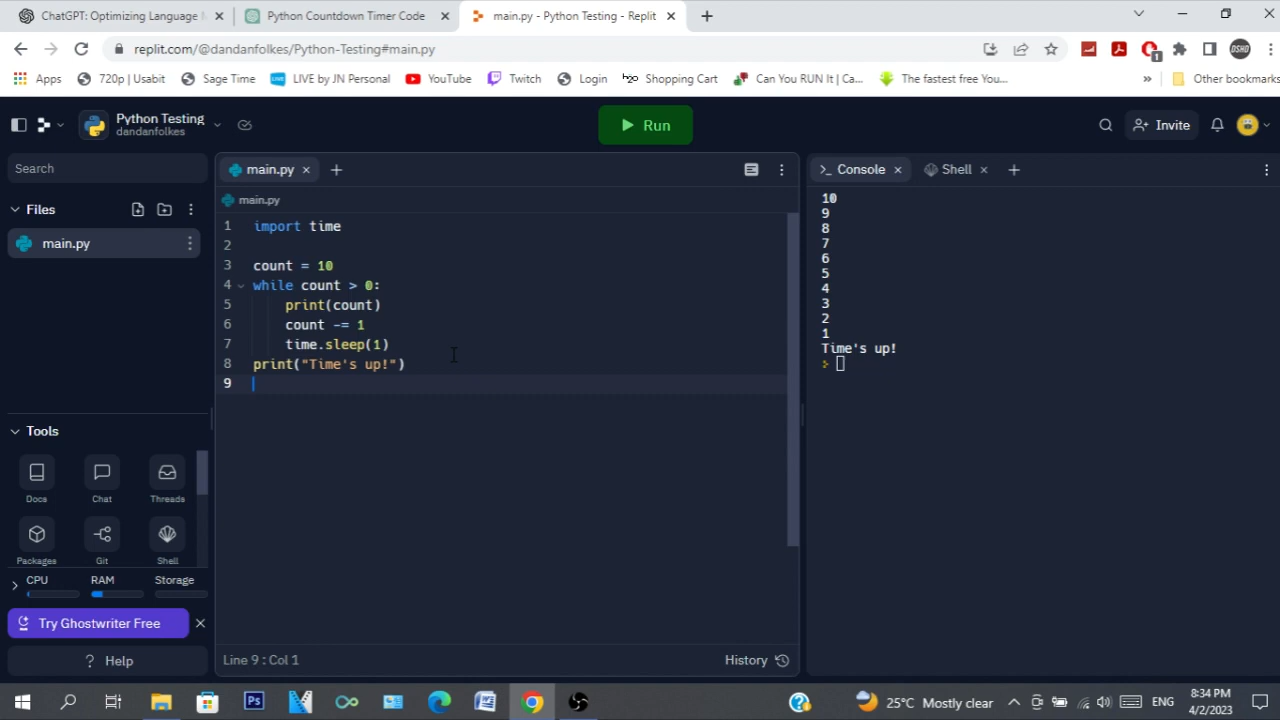 ChatGPT: Optimizing Language M
Python Countdown Timer Code
main.py - Python Testing - Replit
replit.com/@dandanfolkes/Python-Testing#main.py
1
OSHO
Apps
720p | Usabit
Sage Time
LIVE
LIVE by JN Personal
YouTube
Twitch
Login
Shopping Cart
Can You RUN It | Ca...
The fastest free You...
»
Other bookmarks
Python Testing
dandanfolkes
Run
Invite
Search
main.py
>_ Console
Shell
main.py
Files
main.py
1 import time
2
3 count = 10
4 while count > 0:
5 print(count)
6 count -= 1
7 time.sleep(1)
8 print("Time's up!")
9
10
9
8
7
6
5
4
3
2
1
Time's up!
Tools
Docs
Chat
Threads
Packages
Git
Shell
CPU
RAM
Storage
Try Ghostwriter Free
? Help
Line 9 : Col 1
History
Ps
25°C Mostly clear
ENG
8:34 PM
4/2/2023